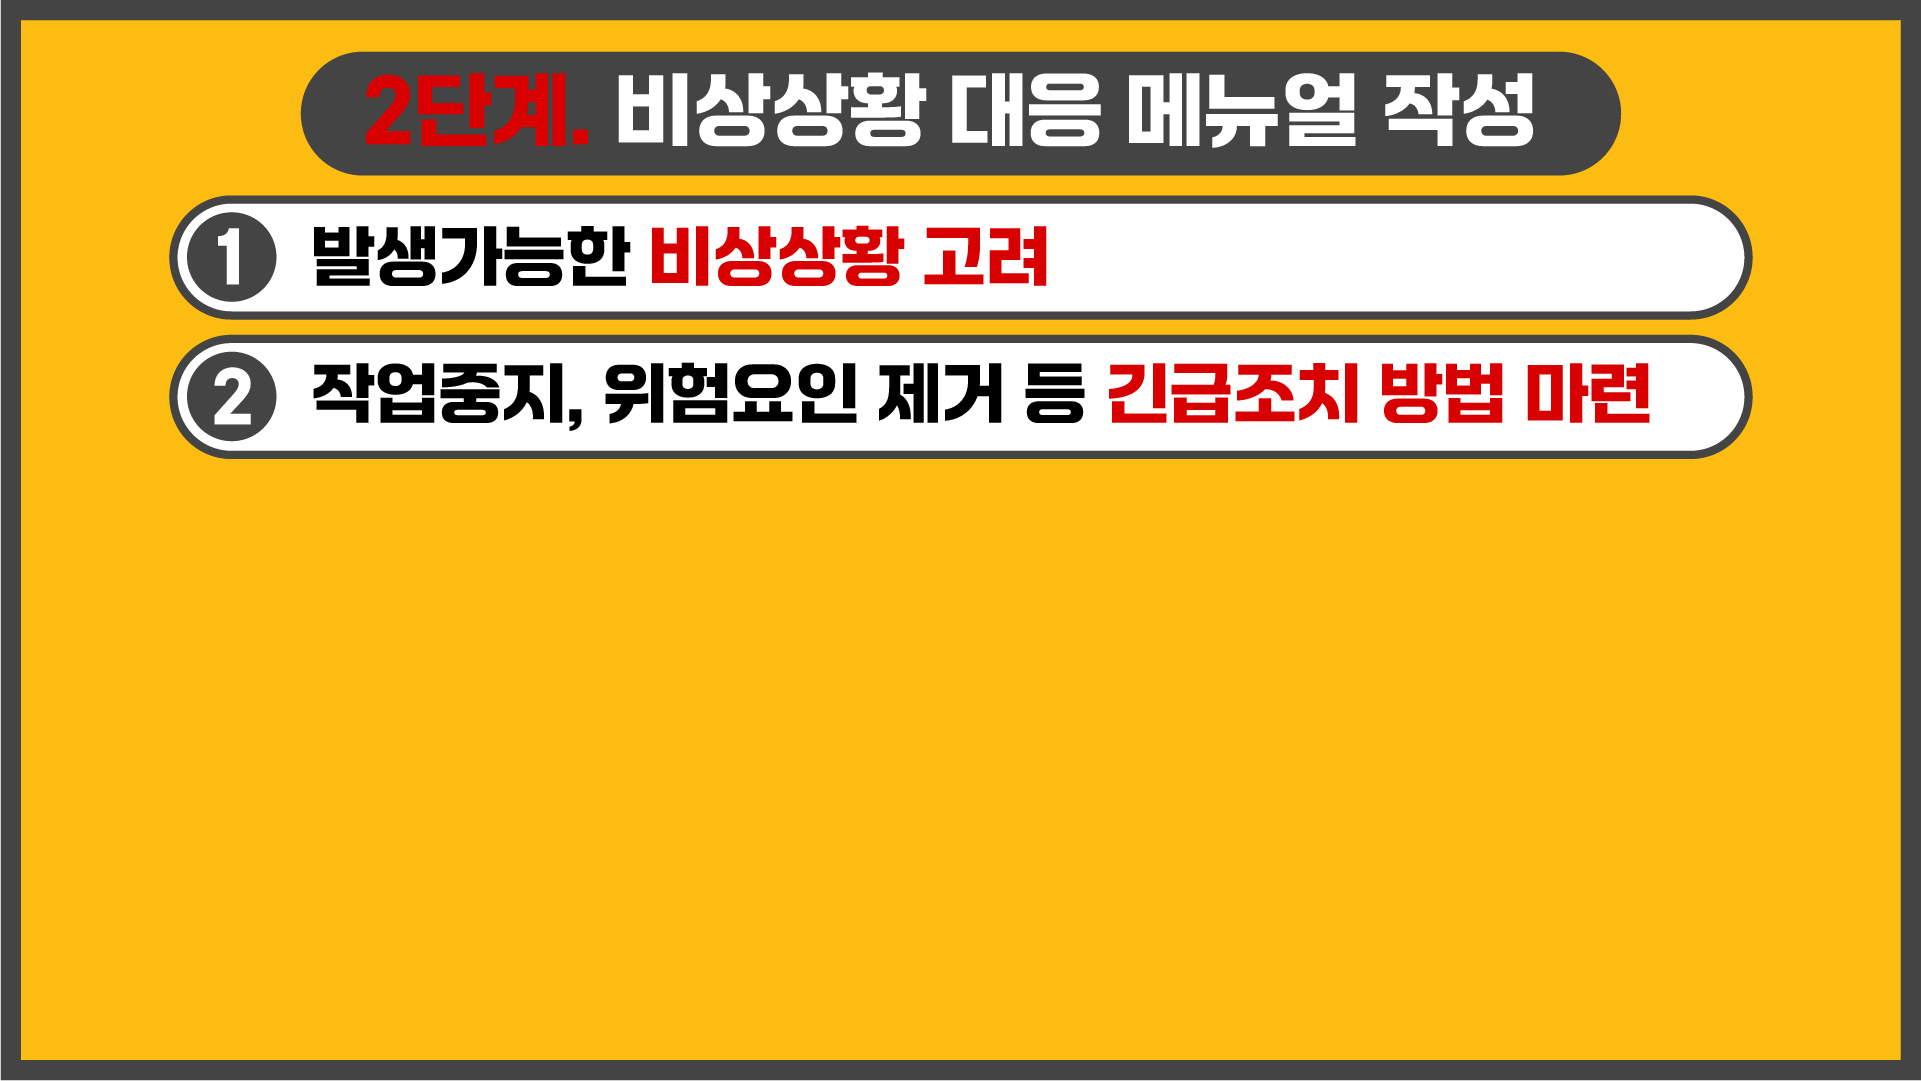 2단계. 비상상황 대응 메뉴얼 작성
1 발생가능한 비상상황 고려
2 작업중지, 위험요인 제거 등 긴급조치 방법 마련